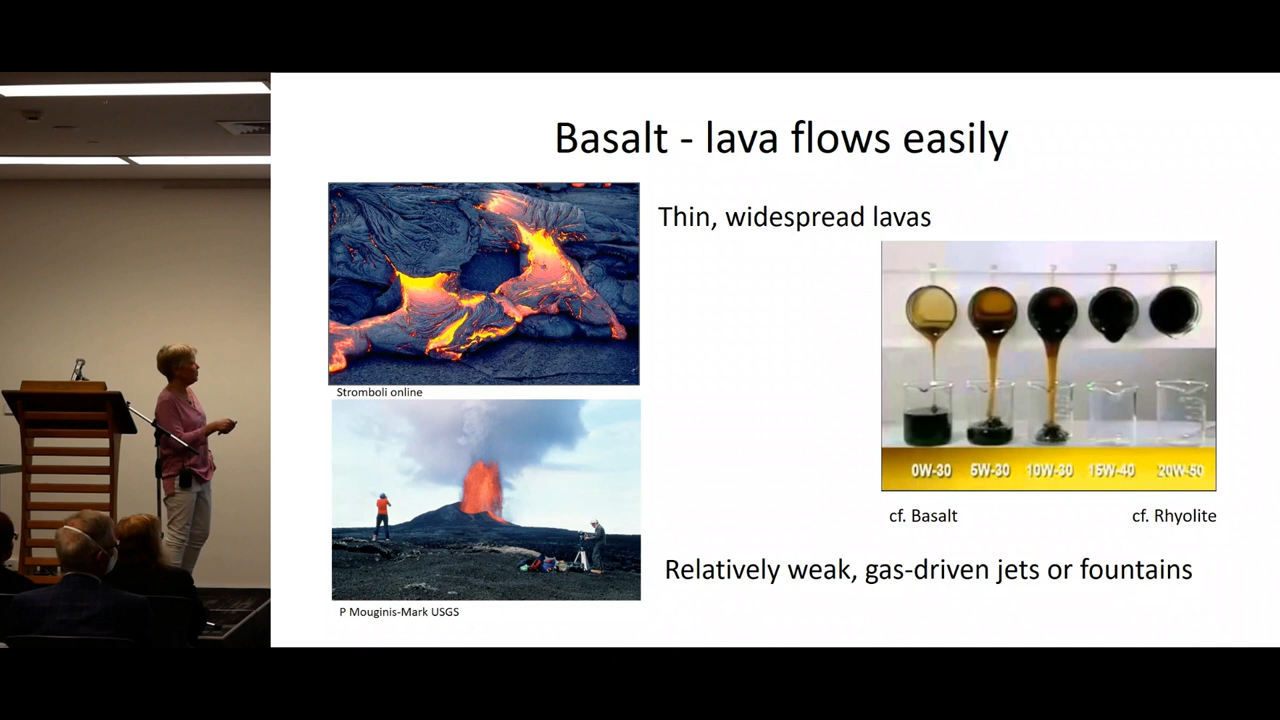 Basalt - lava flows easily
Thin, widespread lavas
Stromboli online
0W-30 5W-30 10W-30 15W-40 20W-50
cf. Basalt cf. Rhyolite
Relatively weak, gas-driven jets or fountains
P Mouginis-Mark USGS